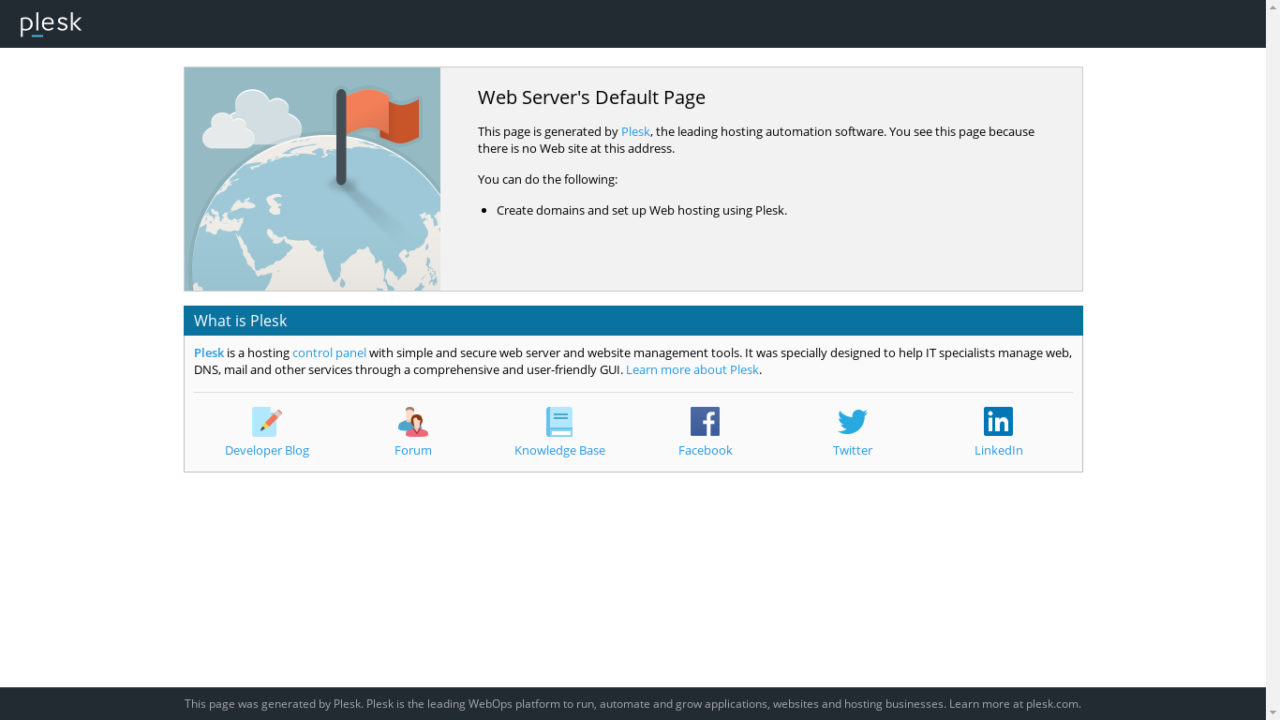 plesk
Web Server's Default Page
This page is generated by Plesk, the leading hosting automation software. You see this page because
there is no Web site at this address.
You can do the following:
• Create domains and set up Web hosting using Plesk.
What is Plesk
Plesk is a hosting control panel with simple and secure web server and website management tools. It was specially designed to help IT specialists manage web,
DNS, mail and other services through a comprehensive and user-friendly GUI. Learn more about Plesk.
Developer Blog
Forum
Knowledge Base
Facebook
Twitter
LinkedIn
This page was generated by Plesk. Plesk is the leading WebOps platform to run, automate and grow applications, websites and hosting businesses. Learn more at plesk.com.